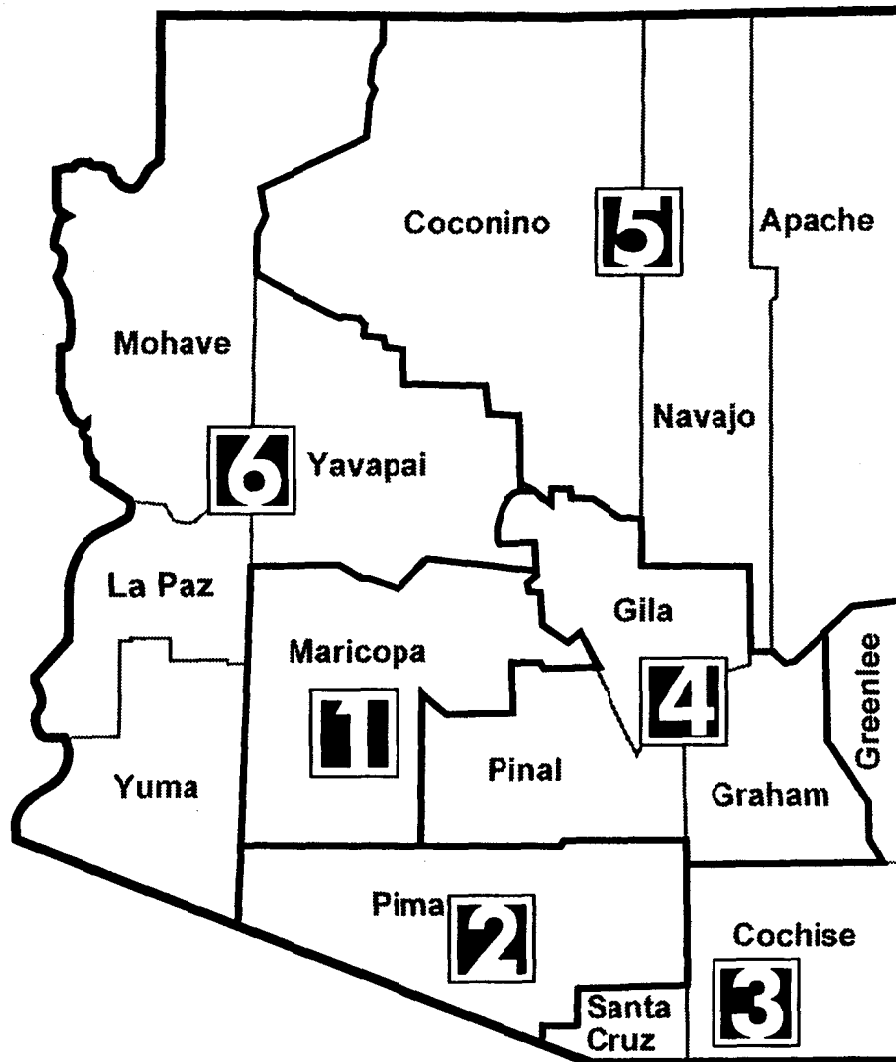 Coconino
5
Apache
Mohave
Navajo
6
Yavapai
La Paz
Gila
Maricopa
4
Greenlee
1
Pinal
Yuma
Graham
Pima
2
Cochise
3
Santa
Cruz